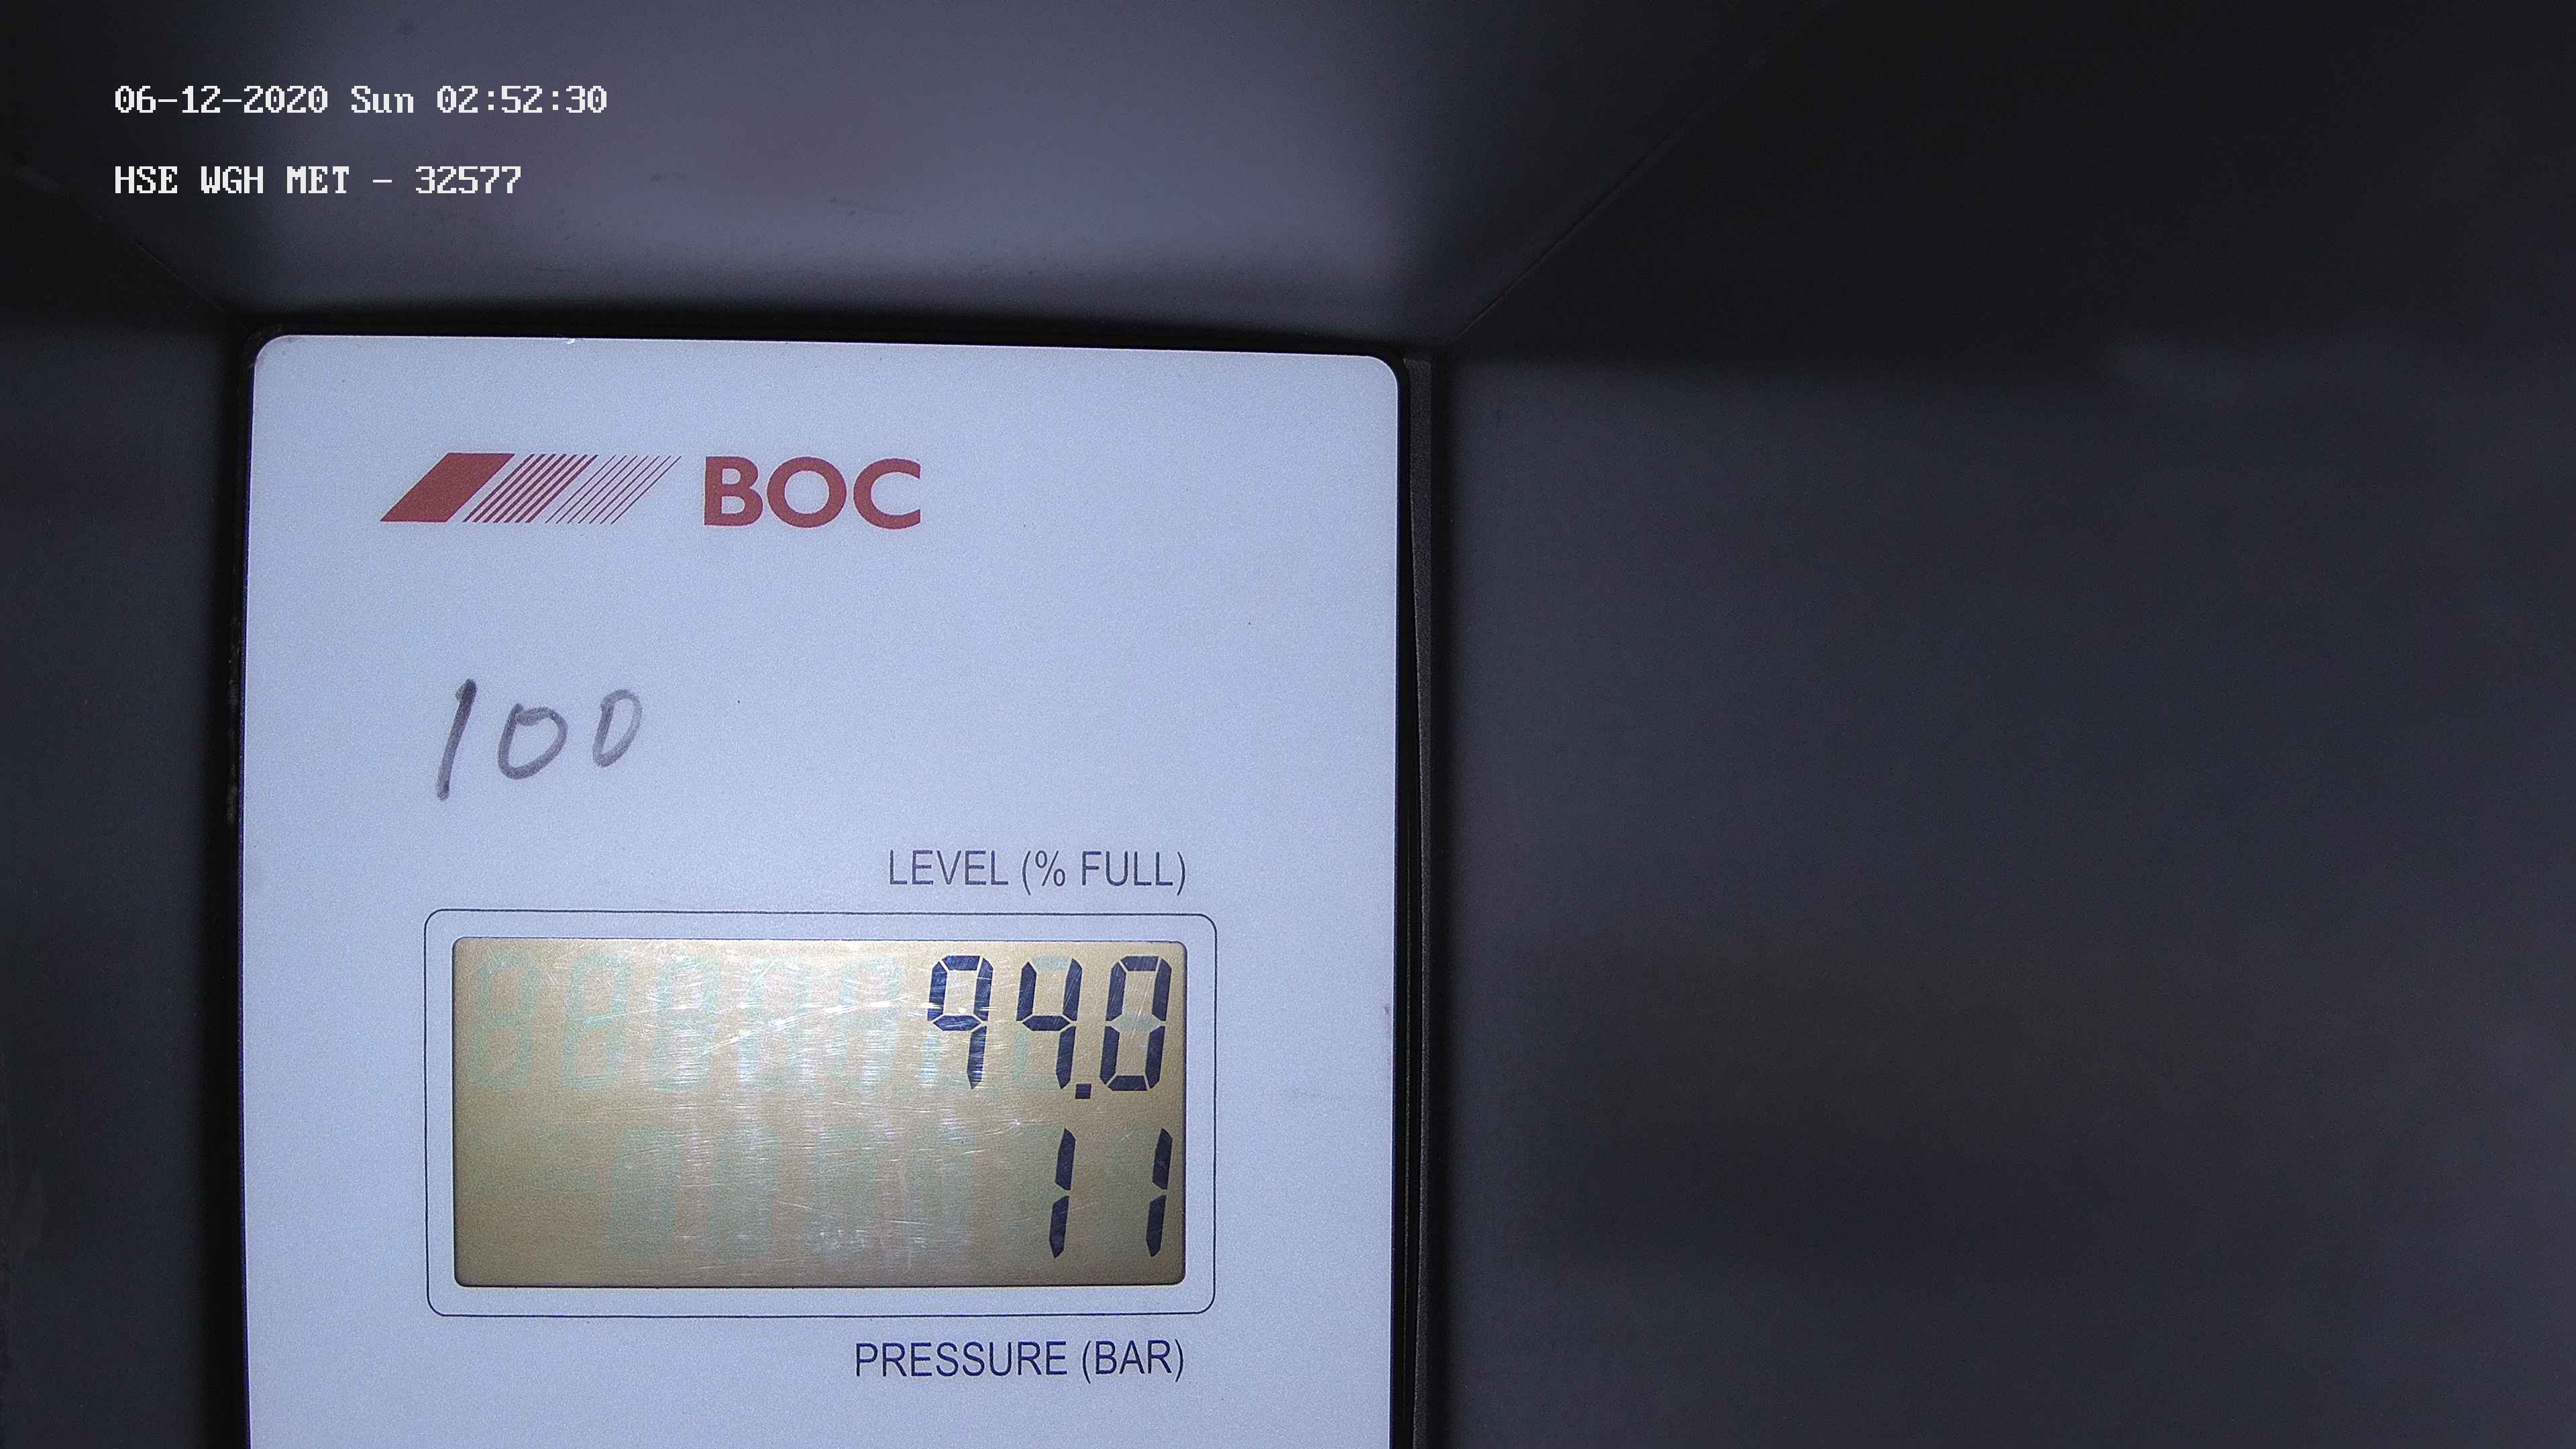 06-12-2020 Sun 02:52:30
HSE WGH MET - 32577
BOC
100
LEVEL (% FULL)
94.0
11
PRESSURE (BAR)